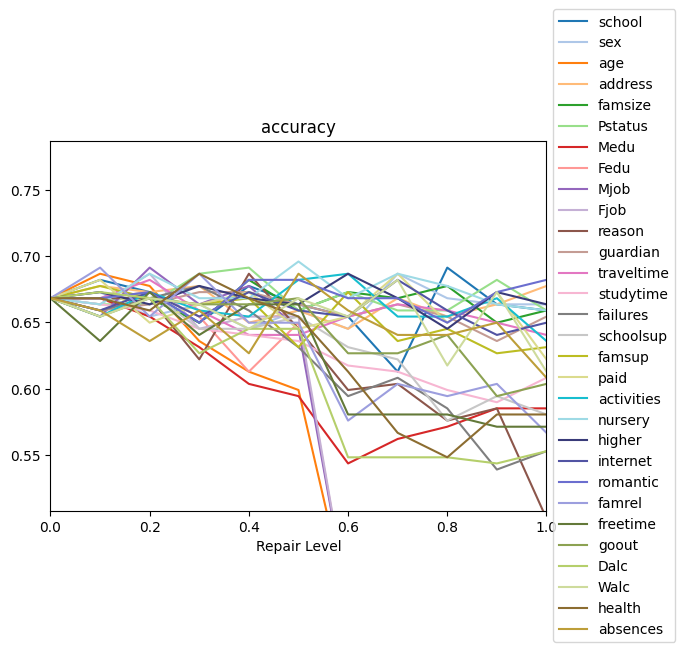 accuracy
0.75
0.70
0.65
0.60
0.55
0.0
0.2
0.4
0.6
0.8
1.0
Repair Level
school
sex
age
address
famsize
Pstatus
Medu
Fedu
Mjob
Fjob
reason
guardian
traveltime
studytime
failures
schoolsup
famsup
paid
activities
nursery
higher
internet
romantic
famrel
freetime
goout
Dalc
Walc
health
absences